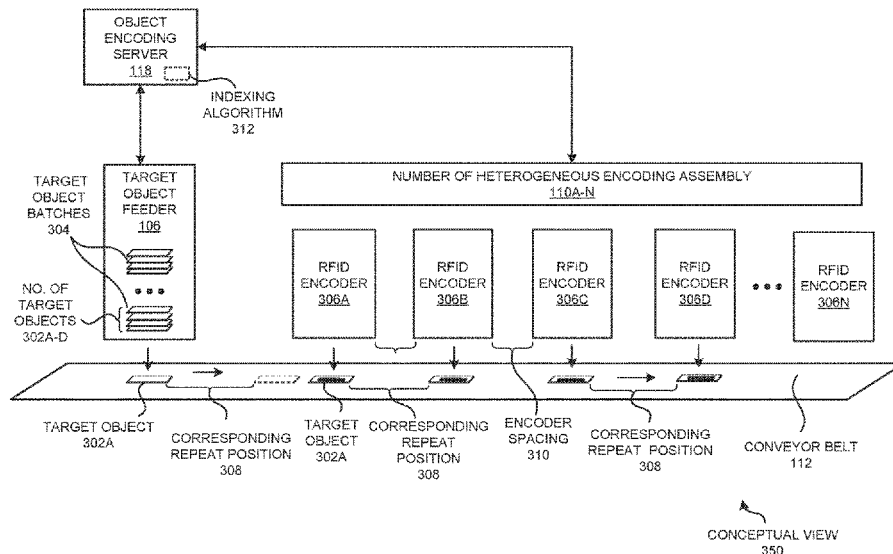 OBJECT
ENCODING
SERVER
118
INDEXING
ALGORITHM
312
TARGET
OBJECT
BATCHES
304
NO. OF
TARGET
OBJECTS
302A-D
TARGET
OBJECT
FEEDER
106
NUMBER OF HETEROGENEOUS ENCODING ASSEMBLY
110A-N
RFID
ENCODER
306A
RFID
ENCODER
306B
RFID
ENCODER
306C
RFID
ENCODER
306D
RFID
ENCODER
306N
TARGET OBJECT
302A
CORRESPONDING
REPEAT POSITION
308
TARGET
OBJECT
302A
CORRESPONDING
REPEAT
POSITION
308
ENCODER
SPACING
310
CORRESPONDING
REPEAT POSITION
308
CONVEYOR BELT
112
CONCEPTUAL VIEW
350